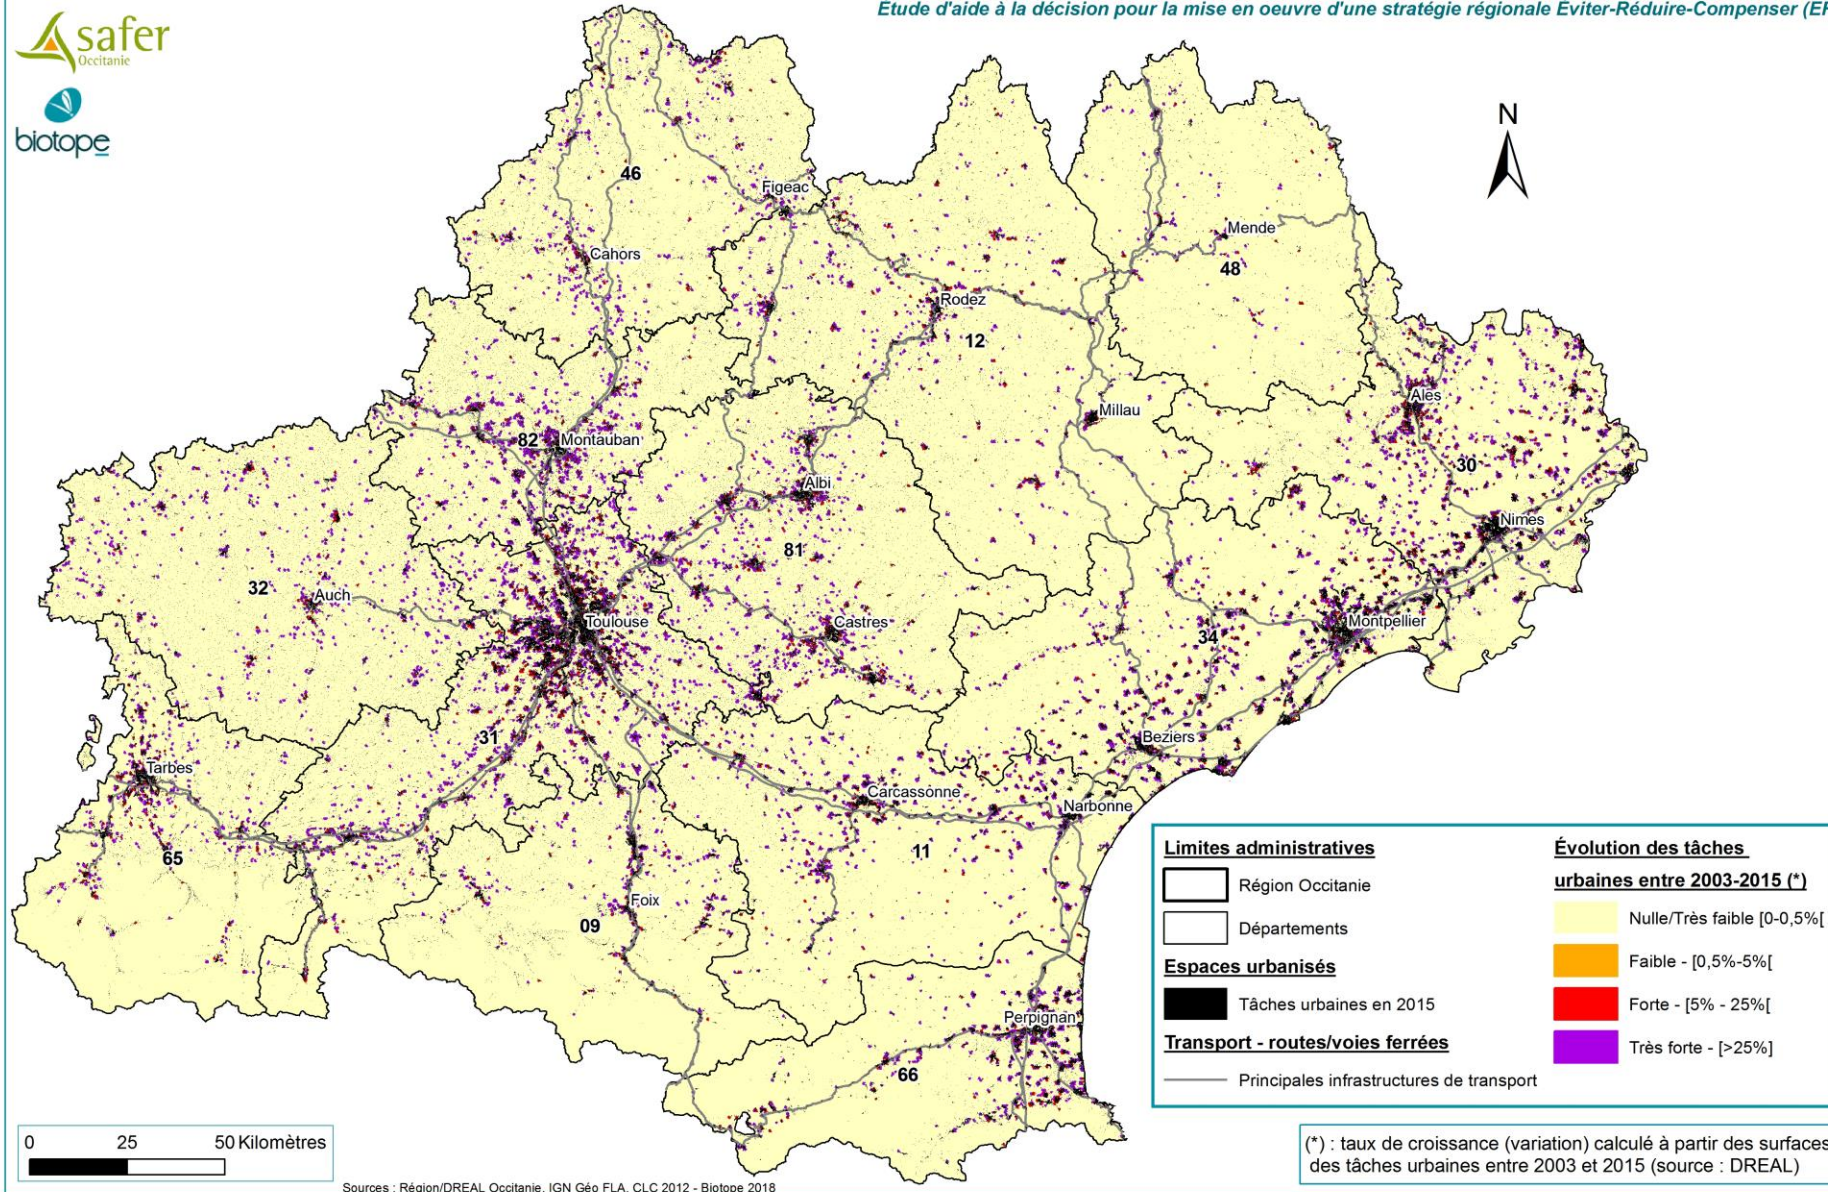 Etude d'aide à la décision pour la mise en oeuvre d'une stratégie régionale Éviter-Réduire-Compenser (ER
safer
Occitanie
biotope
N
46
Figeac
Mende
48
Cahors
Rodez
12
Ales
Millau
82
Montauban
30
Albi
Nimes
81
32
Auch
Toulouse
Castres
Montpellier
34
31
Beziers
Tarbes
Carcassonne
Narbonne
65
11
Foix
09
Perpignan
66
Limites administratives
Région Occitanie
Départements
Espaces urbanisés
Tâches urbaines en 2015
Transport - routes/voies ferrées
Principales infrastructures de transport
Évolution des tâches
urbaines entre 2003-2015 (*)
Nulle/Très faible [0-0,5%[
Faible - [0,5%-5%[
Forte - [5% - 25%[
Très forte - [>25%]
0 25 50 Kilomètres
(*) : taux de croissance (variation) calculé à partir des surfaces
des tâches urbaines entre 2003 et 2015 (source : DREAL)
Sources : Région/DREAL Occitanie, IGN Géo FLA, CLC 2012 - Biotope 2018